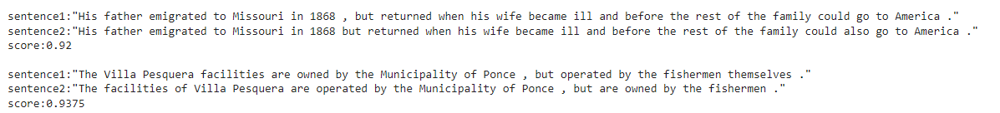 sentence1:"His father emigrated to Missouri in 1868 , but returned when his wife became ill and before the rest of the family could go to America ."
sentence2:"His father emigrated to Missouri in 1868 but returned when his wife became ill and before the rest of the family could also go to America ."
score:0.92
sentence1:"The Villa Pesquera facilities are owned by the Municipality of Ponce , but operated by the fishermen themselves ."
sentence2:"The facilities of Villa Pesquera are operated by the Municipality of Ponce , but are owned by the fishermen ."
score:0.9375